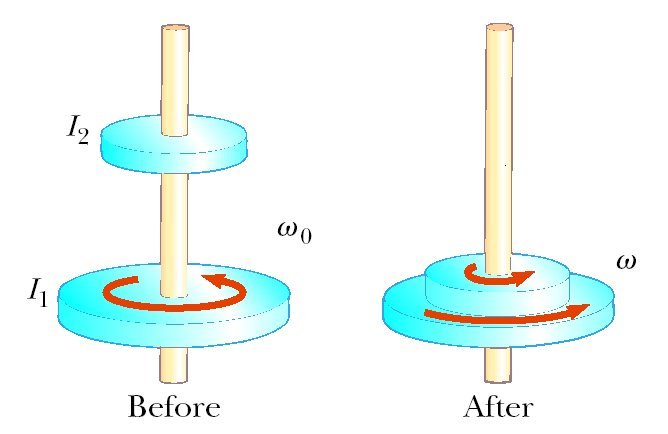 I₂
ω₀
ω
I₁
Before
After